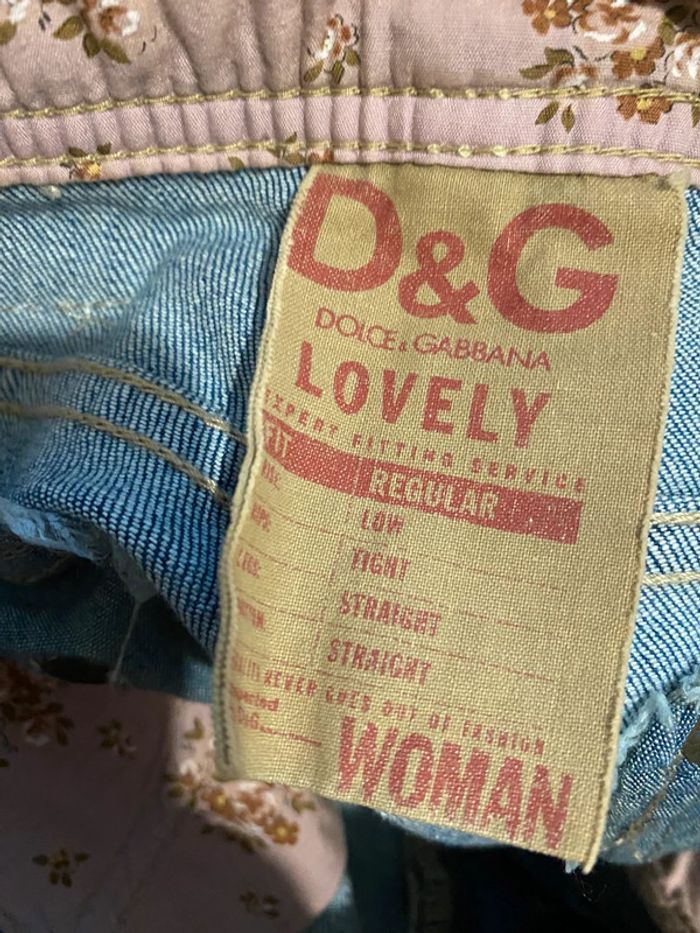 D&G
DOLCE & GABBANA
LOVELY
EXPERT FITTING SERVICE
FIT REGULAR
LOW
TIGHT
STRAIGHT
STRAIGHT
NEVER GOES OUT OF FASHION
WOMAN